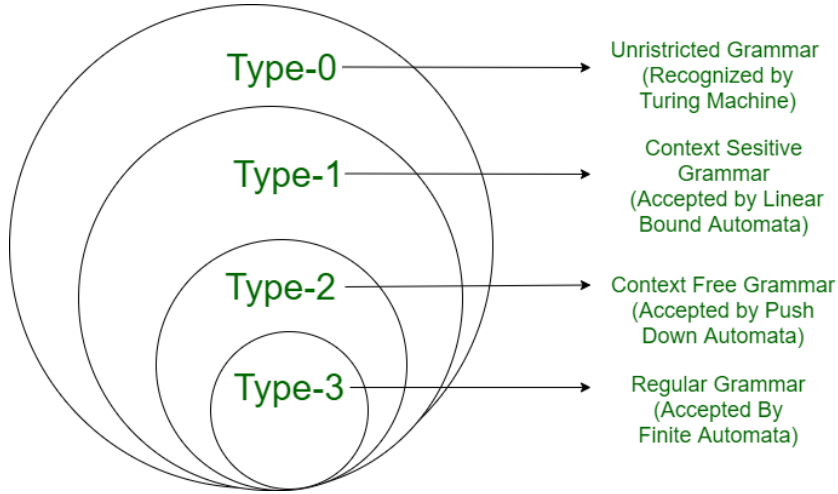 Type-0
Unristricted Grammar
(Recognized by
Turing Machine)
Type-1
Context Sesitive
Grammar
(Accepted by Linear
Bound Automata)
Type-2
Context Free Grammar
(Accepted by Push
Down Automata)
Type-3
Regular Grammar
(Accepted By
Finite Automata)